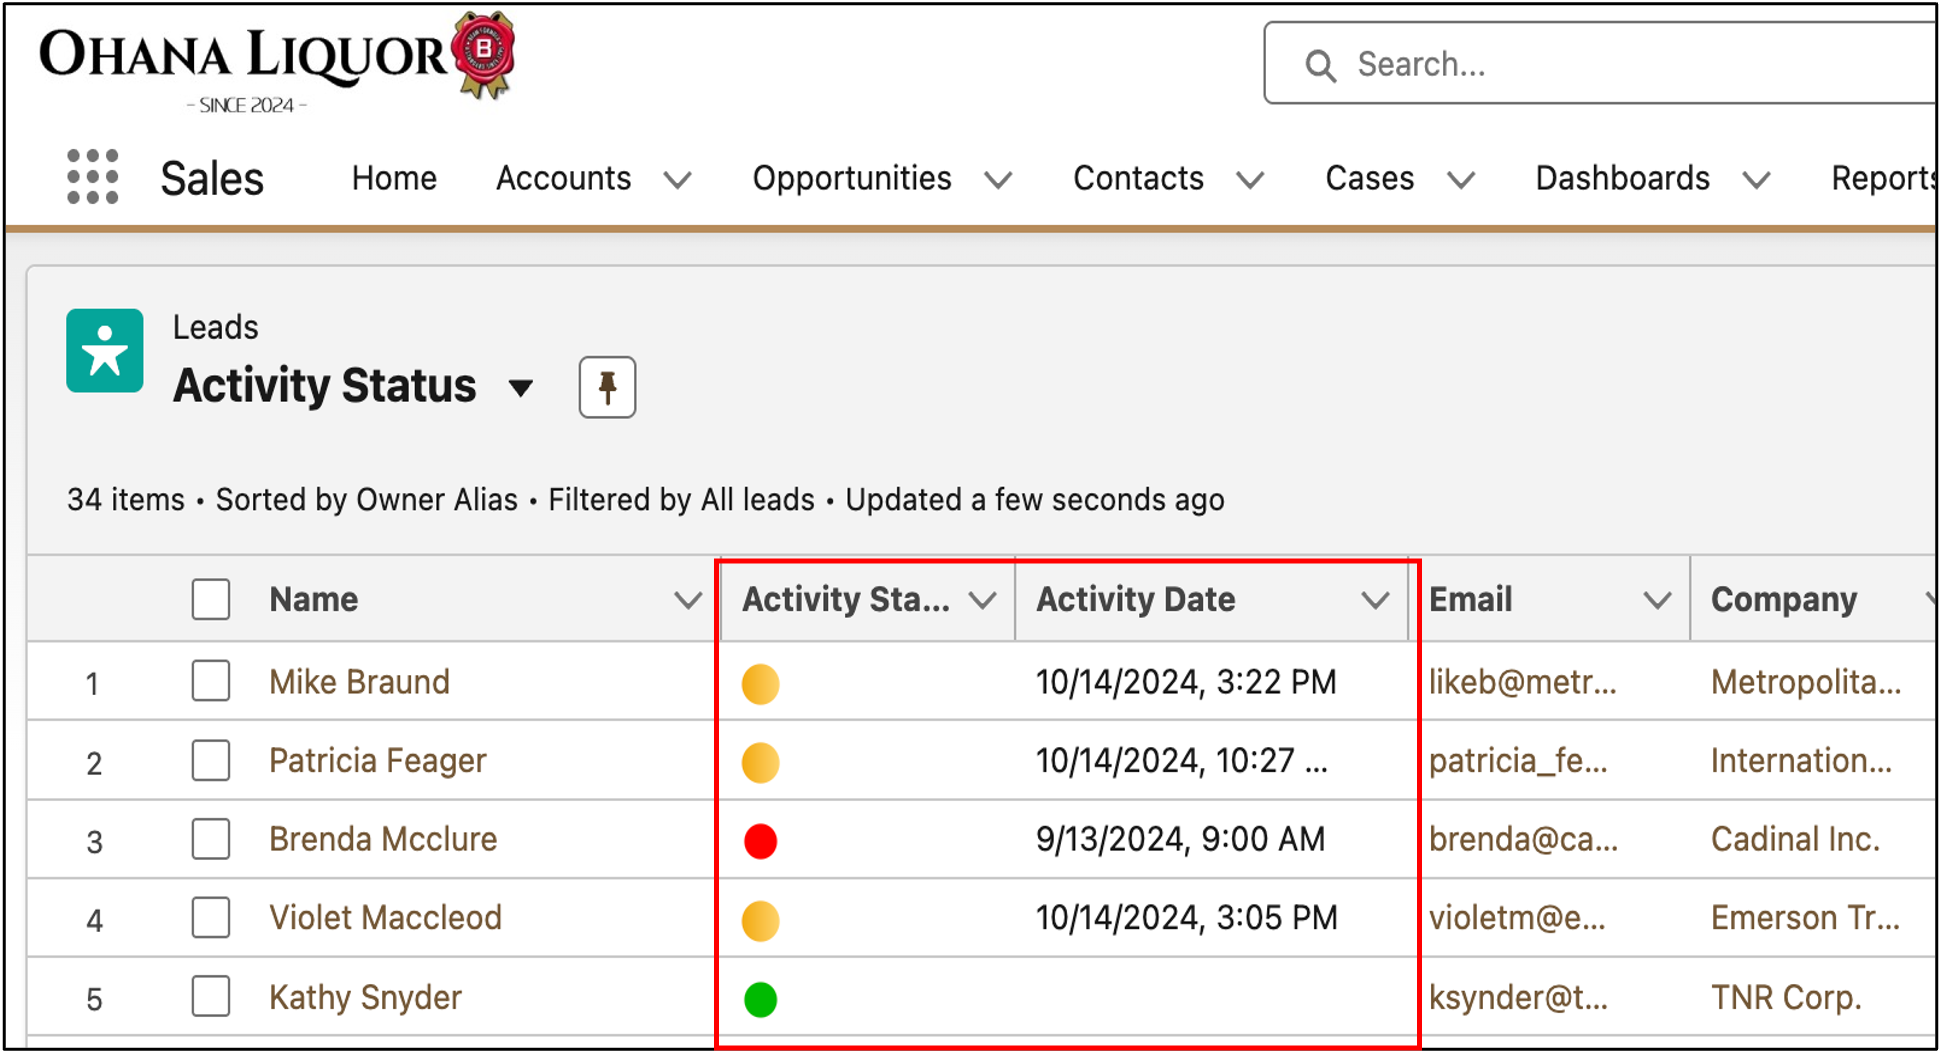 OHANA LIQUOR
B
- SINCE 2024 -
Search...
Sales Home Accounts Opportunities Contacts Cases Dashboards Reports
Leads
Activity Status
34 items • Sorted by Owner Alias • Filtered by All leads • Updated a few seconds ago
Name Activity Sta... Activity Date Email Company
1 Mike Braund 10/14/2024, 3:22 PM likeb@metr... Metropolita...
2 Patricia Feager 10/14/2024, 10:27 ... patricia_fe... Internation...
3 Brenda Mcclure 9/13/2024, 9:00 AM brenda@ca... Cadinal Inc.
4 Violet Maccleod 10/14/2024, 3:05 PM violetm@e... Emerson Tr...
5 Kathy Snyder ksynder@t... TNR Corp.